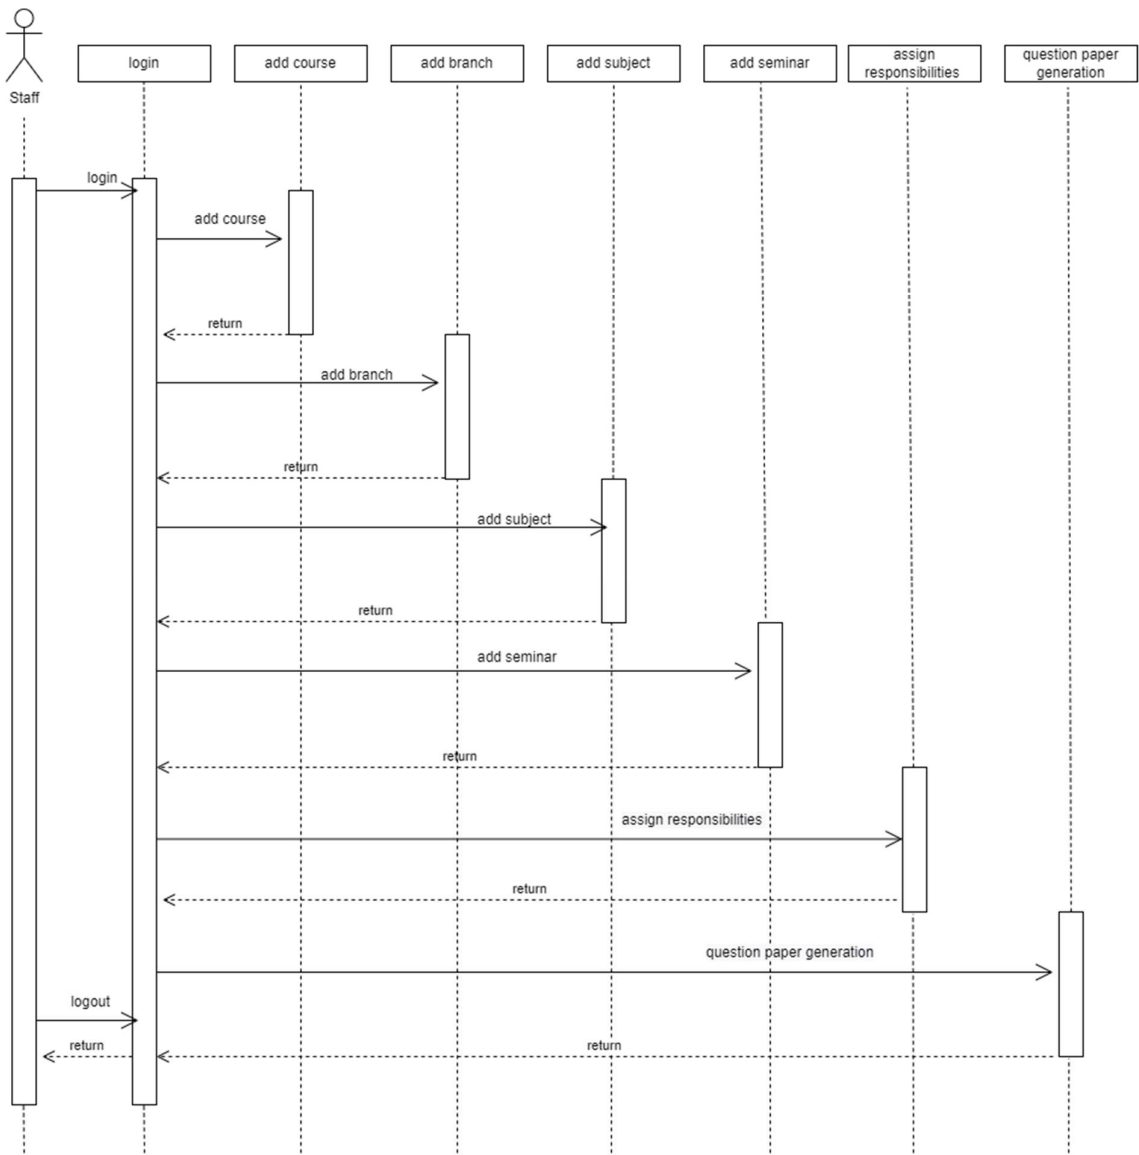 login
add course
add branch
add subject
add seminar
assign
responsibilities
question paper
generation
Staff
login
add course
return
add branch
return
add subject
return
add seminar
return
assign responsibilities
return
question paper generation
logout
return
return